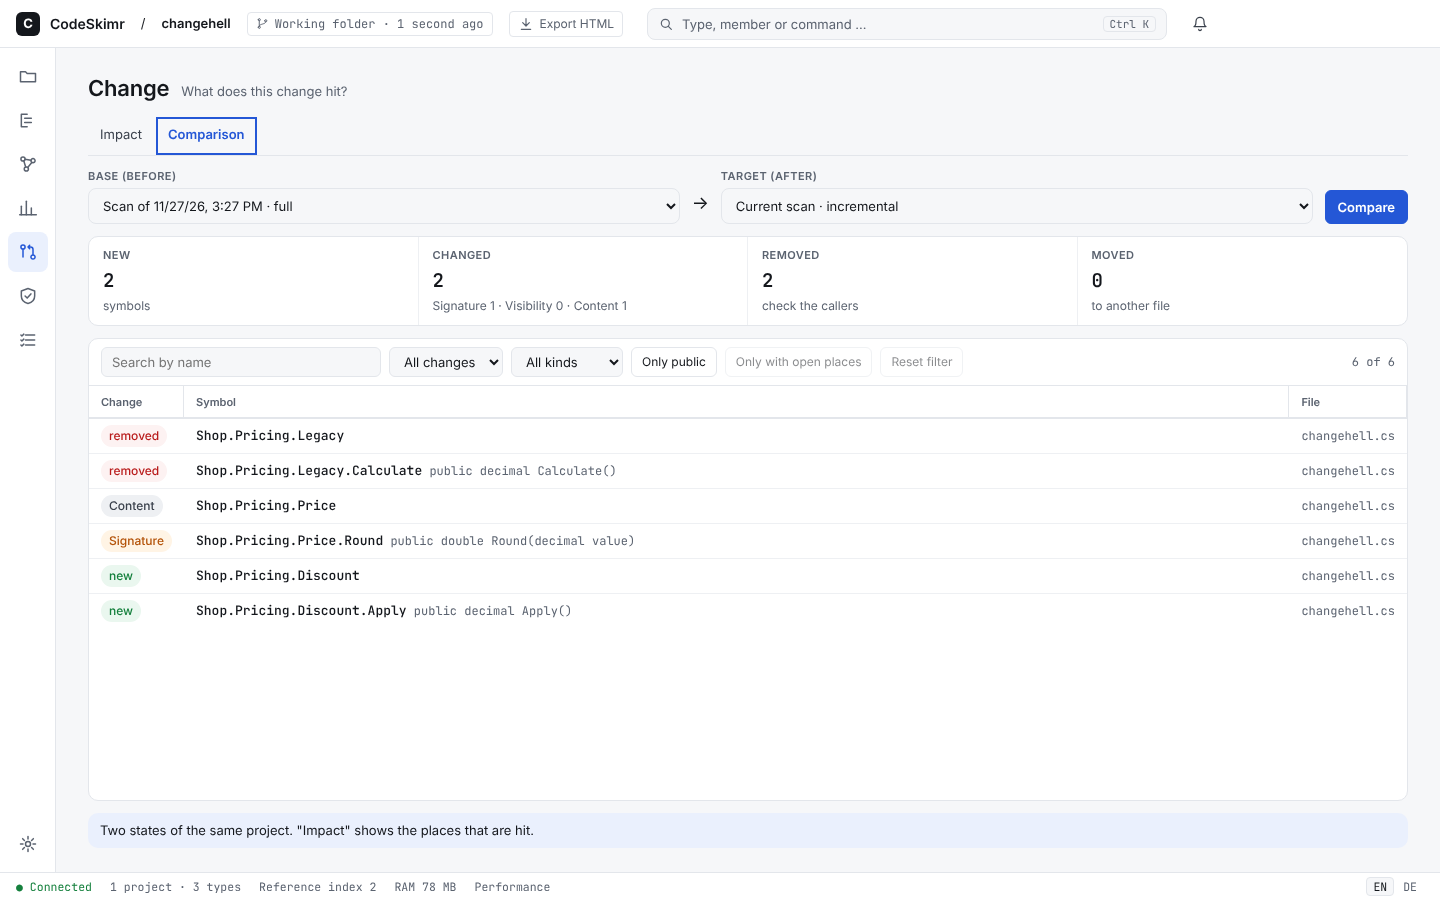 C CodeSkimr / changehell Working folder · 1 second ago Export HTML Type, member or command ... Ctrl K
Change What does this change hit?
Impact Comparison
BASE (BEFORE) TARGET (AFTER)
Scan of 11/27/26, 3:27 PM · full → Current scan · incremental Compare
NEW CHANGED REMOVED MOVED
2 2 2 0
symbols Signature 1 · Visibility 0 · Content 1 check the callers to another file
Search by name All changes All kinds Only public Only with open places Reset filter 6 of 6
Change Symbol File
removed Shop.Pricing.Legacy changehell.cs
removed Shop.Pricing.Legacy.Calculate public decimal Calculate() changehell.cs
Content Shop.Pricing.Price changehell.cs
Signature Shop.Pricing.Price.Round public double Round(decimal value) changehell.cs
new Shop.Pricing.Discount changehell.cs
new Shop.Pricing.Discount.Apply public decimal Apply() changehell.cs
Two states of the same project. "Impact" shows the places that are hit.
● Connected 1 project · 3 types Reference index 2 RAM 78 MB Performance EN DE